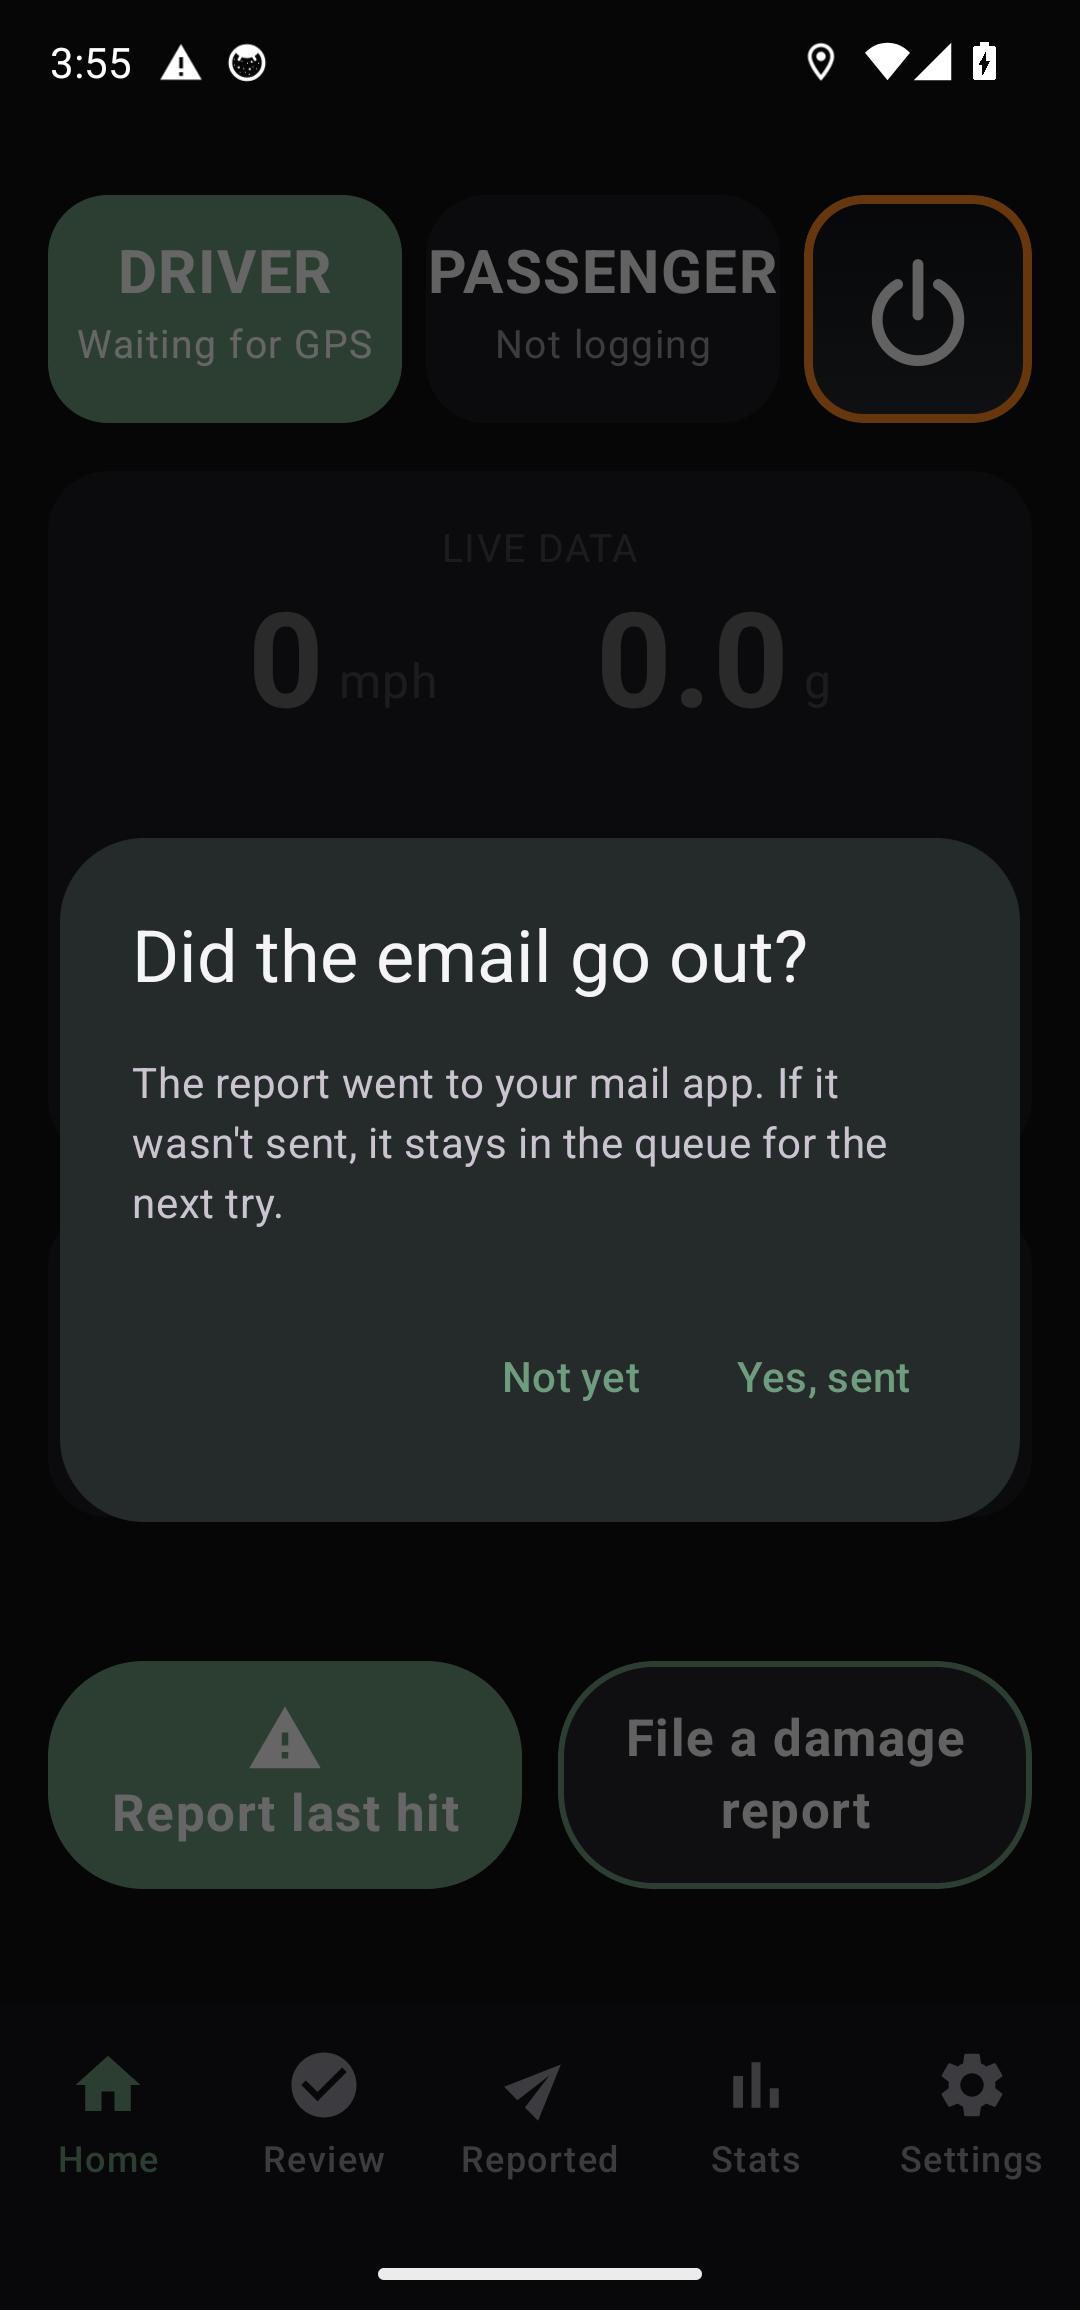 3:55
DRIVER
Waiting for GPS
PASSENGER
Not logging
LIVE DATA
0 mph
0.0 g
Did the email go out?
The report went to your mail app. If it
wasn't sent, it stays in the queue for the
next try.
Not yet
Yes, sent
Report last hit
File a damage
report
Home
Review
Reported
Stats
Settings